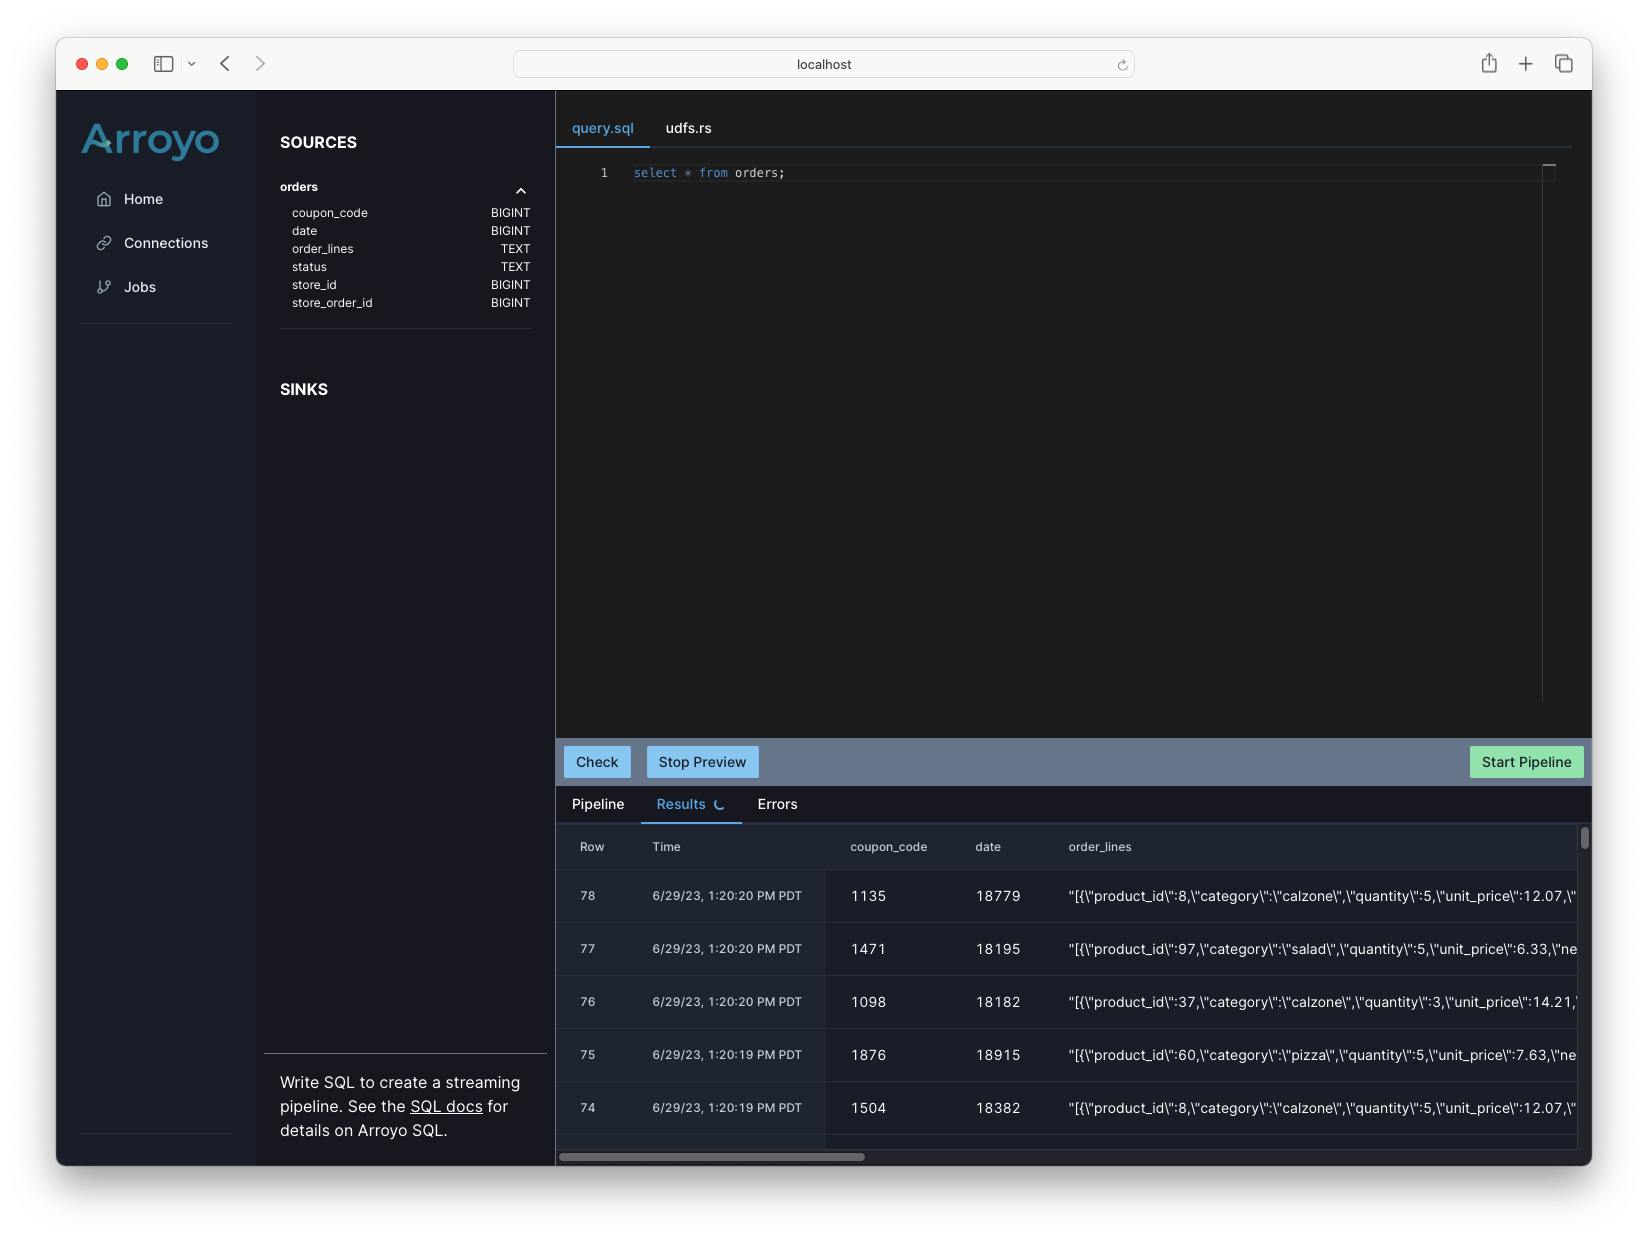 localhost
Arroyo
Home
Connections
Jobs
SOURCES
orders
coupon_code BIGINT
date BIGINT
order_lines TEXT
status TEXT
store_id BIGINT
store_order_id BIGINT
SINKS
Write SQL to create a streaming
pipeline. See the SQL docs for
details on Arroyo SQL.
query.sql udfs.rs
1 select * from orders;
Check Stop Preview Start Pipeline
Pipeline Results Errors
Row Time coupon_code date order_lines
78 6/29/23, 1:20:20 PM PDT 1135 18779 "[{\"product_id\":8,\"category\":\"calzone\",\"quantity\":5,\"unit_price\":12.07,\"
77 6/29/23, 1:20:20 PM PDT 1471 18195 "[{\"product_id\":97,\"category\":\"salad\",\"quantity\":5,\"unit_price\":6.33,\"ne
76 6/29/23, 1:20:20 PM PDT 1098 18182 "[{\"product_id\":37,\"category\":\"calzone\",\"quantity\":3,\"unit_price\":14.21,\
75 6/29/23, 1:20:19 PM PDT 1876 18915 "[{\"product_id\":60,\"category\":\"pizza\",\"quantity\":5,\"unit_price\":7.63,\"ne
74 6/29/23, 1:20:19 PM PDT 1504 18382 "[{\"product_id\":8,\"category\":\"calzone\",\"quantity\":5,\"unit_price\":12.07,\"